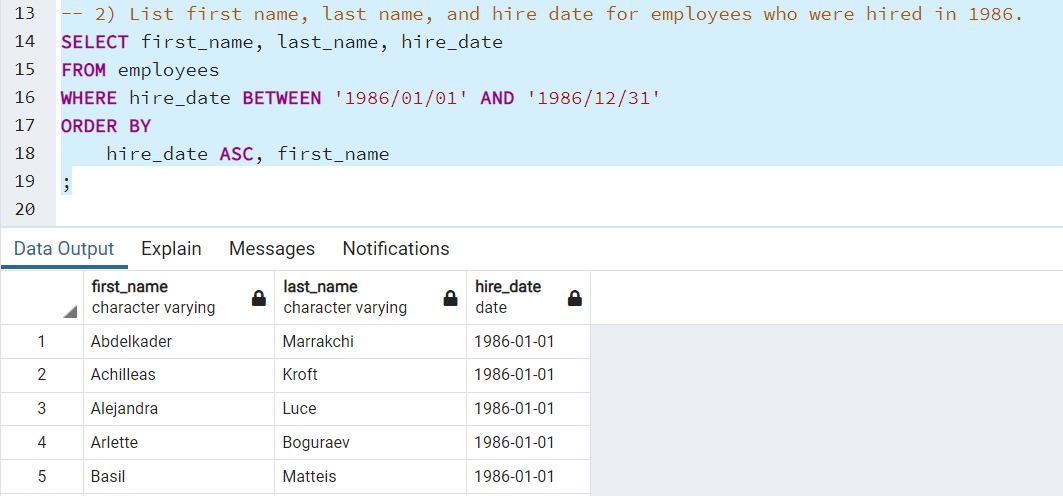 13 -- 2) List first name, last name, and hire date for employees who were hired in 1986.
14 SELECT first_name, last_name, hire_date
15 FROM employees
16 WHERE hire_date BETWEEN '1986/01/01' AND '1986/12/31'
17 ORDER BY
18 hire_date ASC, first_name
19 ;
20
Data Output Explain Messages Notifications
first_name last_name hire_date
character varying character varying date
1 Abdelkader Marrakchi 1986-01-01
2 Achilleas Kroft 1986-01-01
3 Alejandra Luce 1986-01-01
4 Arlette Boguraev 1986-01-01
5 Basil Matteis 1986-01-01